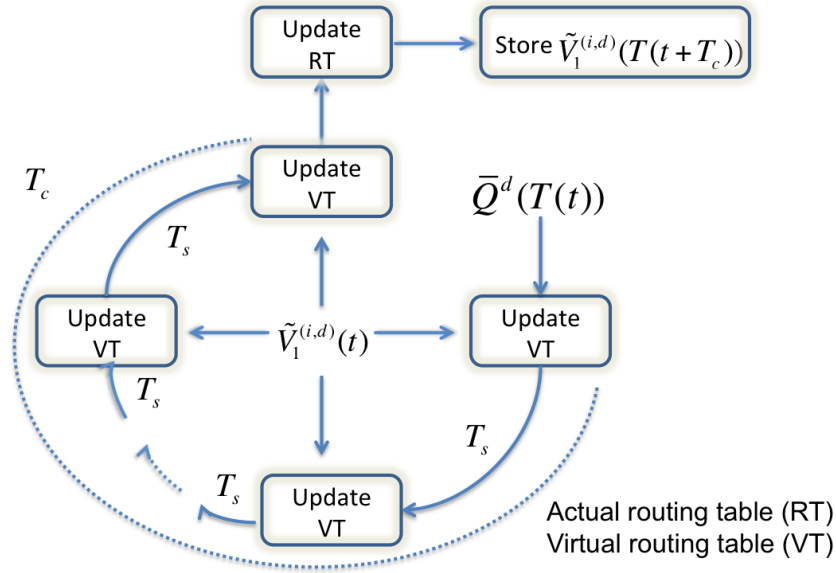 Update
RT
Store Ṽ₁^(i,d)(T(t+T_c))
T_c
Update
VT
Q̅^d(T(t))
T_s
Update
VT
Ṽ₁^(i,d)(t)
Update
VT
T_s
T_s
T_s
Update
VT
Actual routing table (RT)
Virtual routing table (VT)